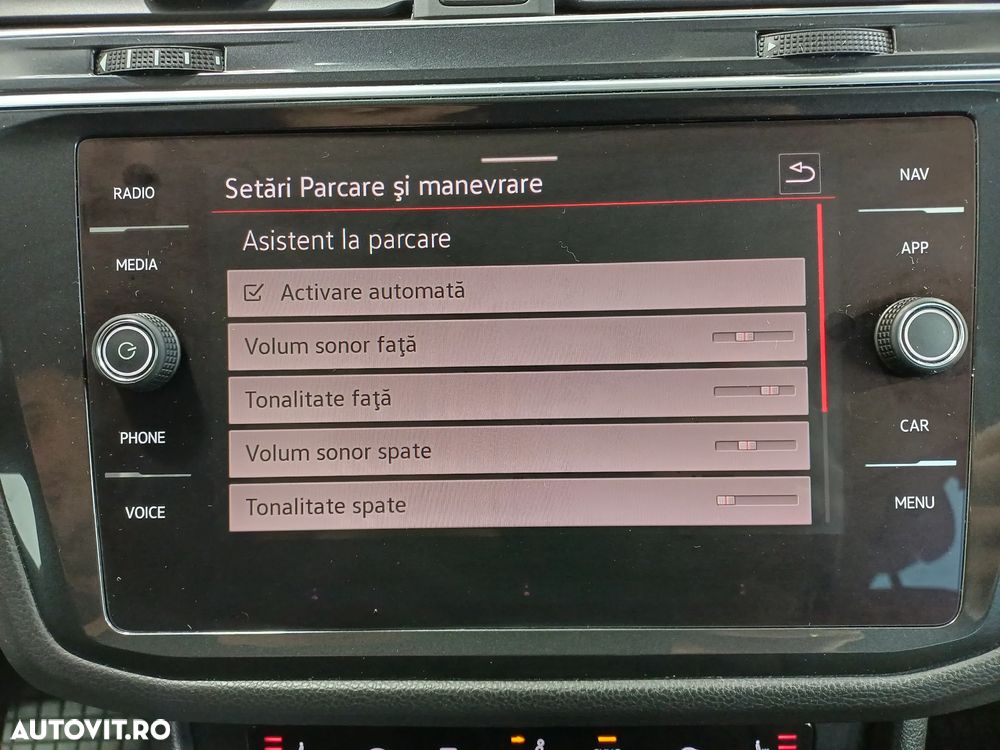 RADIO
MEDIA
PHONE
VOICE
Setări Parcare şi manevrare
Asistent la parcare
Activare automată
Volum sonor faţă
Tonalitate faţă
Volum sonor spate
Tonalitate spate
NAV
APP
CAR
MENU
AUTOVIT.RO